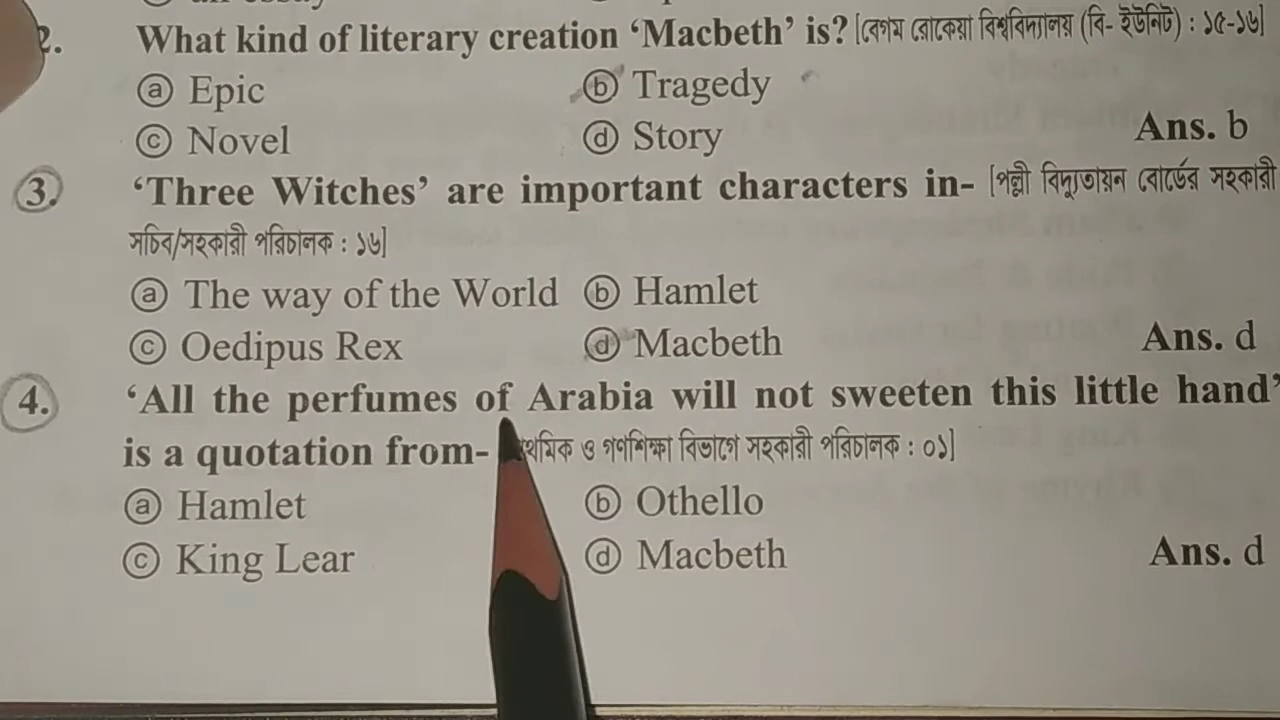 2. What kind of literary creation ‘Macbeth’ is? [বেগম রোকেয়া বিশ্ববিদ্যালয় (বি- ইউনিট) : ১৫-১৬]
ⓐ Epic ⓑ Tragedy
ⓒ Novel ⓓ Story Ans. b
3. ‘Three Witches’ are important characters in- [পল্লী বিদ্যুতায়ন বোর্ডের সহকারী
সচিব/সহকারী পরিচালক : ১৬]
ⓐ The way of the World ⓑ Hamlet
ⓒ Oedipus Rex ⓓ Macbeth Ans. d
4. ‘All the perfumes of Arabia will not sweeten this little hand’
is a quotation from- ও গণশিক্ষা বিভাগে সহকারী পরিচালক : ০১]
ⓐ Hamlet ⓑ Othello
ⓒ King Lear ⓓ Macbeth Ans. d